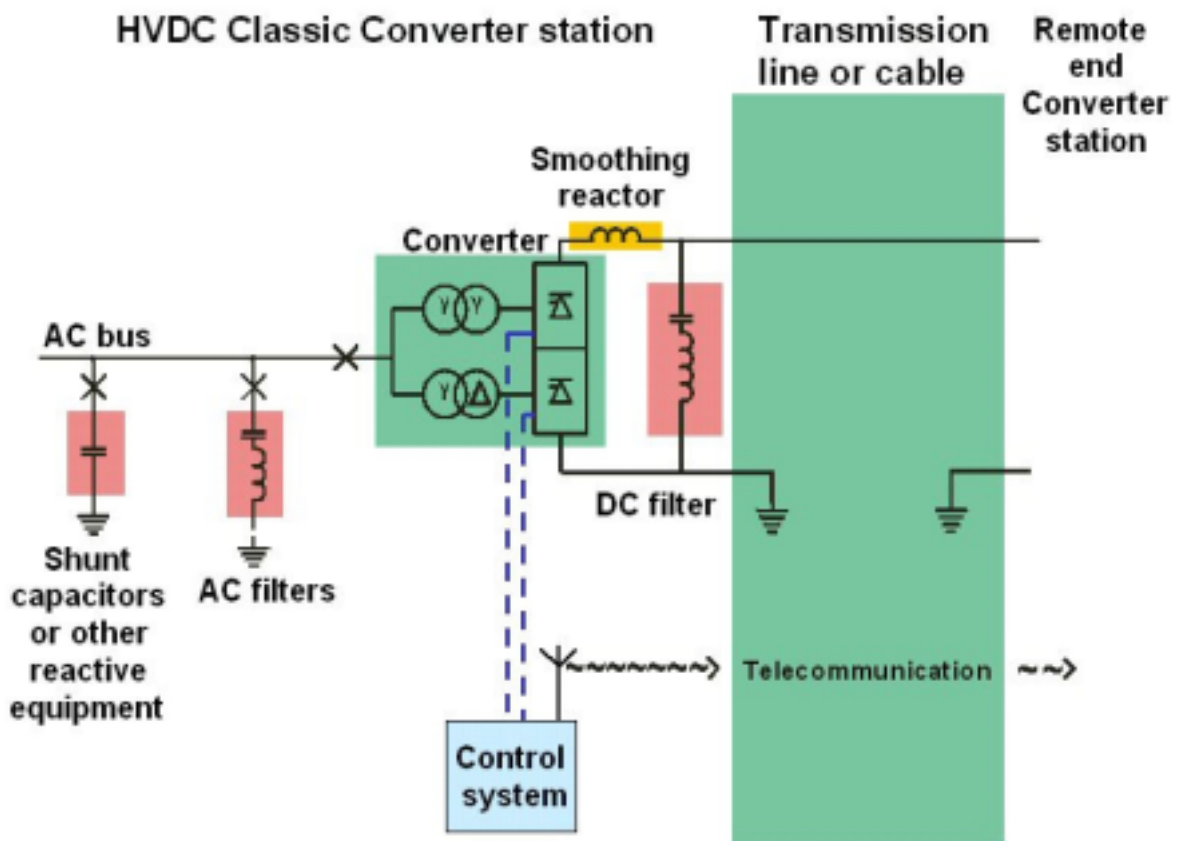 HVDC Classic Converter station
Transmission
line or cable
Remote
end
Converter
station
Smoothing
reactor
Converter
Y Y
Y Δ
AC bus
DC filter
Shunt
capacitors
or other
reactive
equipment
AC filters
Telecommunication
Control
system